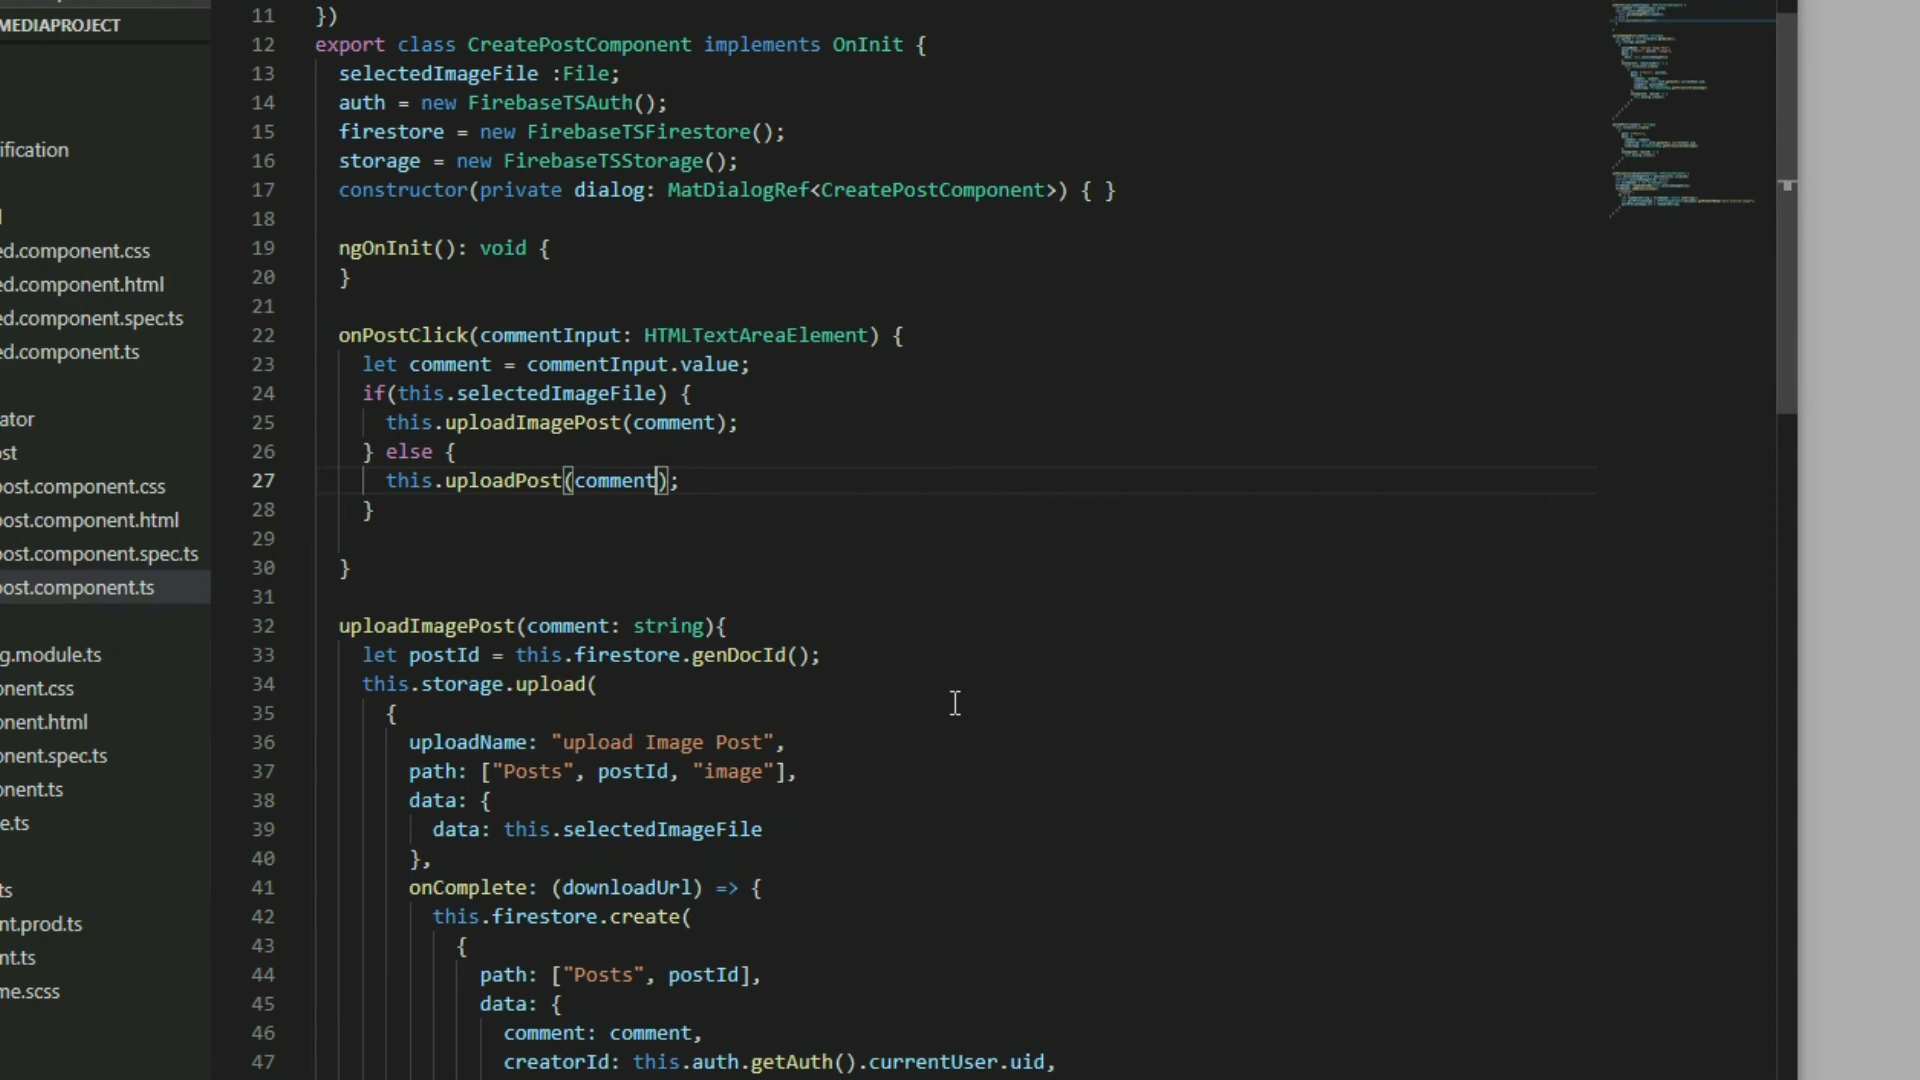 MEDIAPROJECT
ification
l
ed.component.css
ed.component.html
ed.component.spec.ts
ed.component.ts
ator
st
ost.component.css
ost.component.html
ost.component.spec.ts
ost.component.ts
g.module.ts
onent.css
onent.html
onent.spec.ts
onent.ts
e.ts
ts
nt.prod.ts
nt.ts
me.scss
11 })
12 export class CreatePostComponent implements OnInit {
13 selectedImageFile :File;
14 auth = new FirebaseTSAuth();
15 firestore = new FirebaseTSFirestore();
16 storage = new FirebaseTSStorage();
17 constructor(private dialog: MatDialogRef<CreatePostComponent>) { }
18
19 ngOnInit(): void {
20 }
21
22 onPostClick(commentInput: HTMLTextAreaElement) {
23 let comment = commentInput.value;
24 if(this.selectedImageFile) {
25 this.uploadImagePost(comment);
26 } else {
27 this.uploadPost(comment);
28 }
29
30 }
31
32 uploadImagePost(comment: string){
33 let postId = this.firestore.genDocId();
34 this.storage.upload(
35 {
36 uploadName: "upload Image Post",
37 path: ["Posts", postId, "image"],
38 data: {
39 data: this.selectedImageFile
40 },
41 onComplete: (downloadUrl) => {
42 this.firestore.create(
43 {
44 path: ["Posts", postId],
45 data: {
46 comment: comment,
47 creatorId: this.auth.getAuth().currentUser.uid,